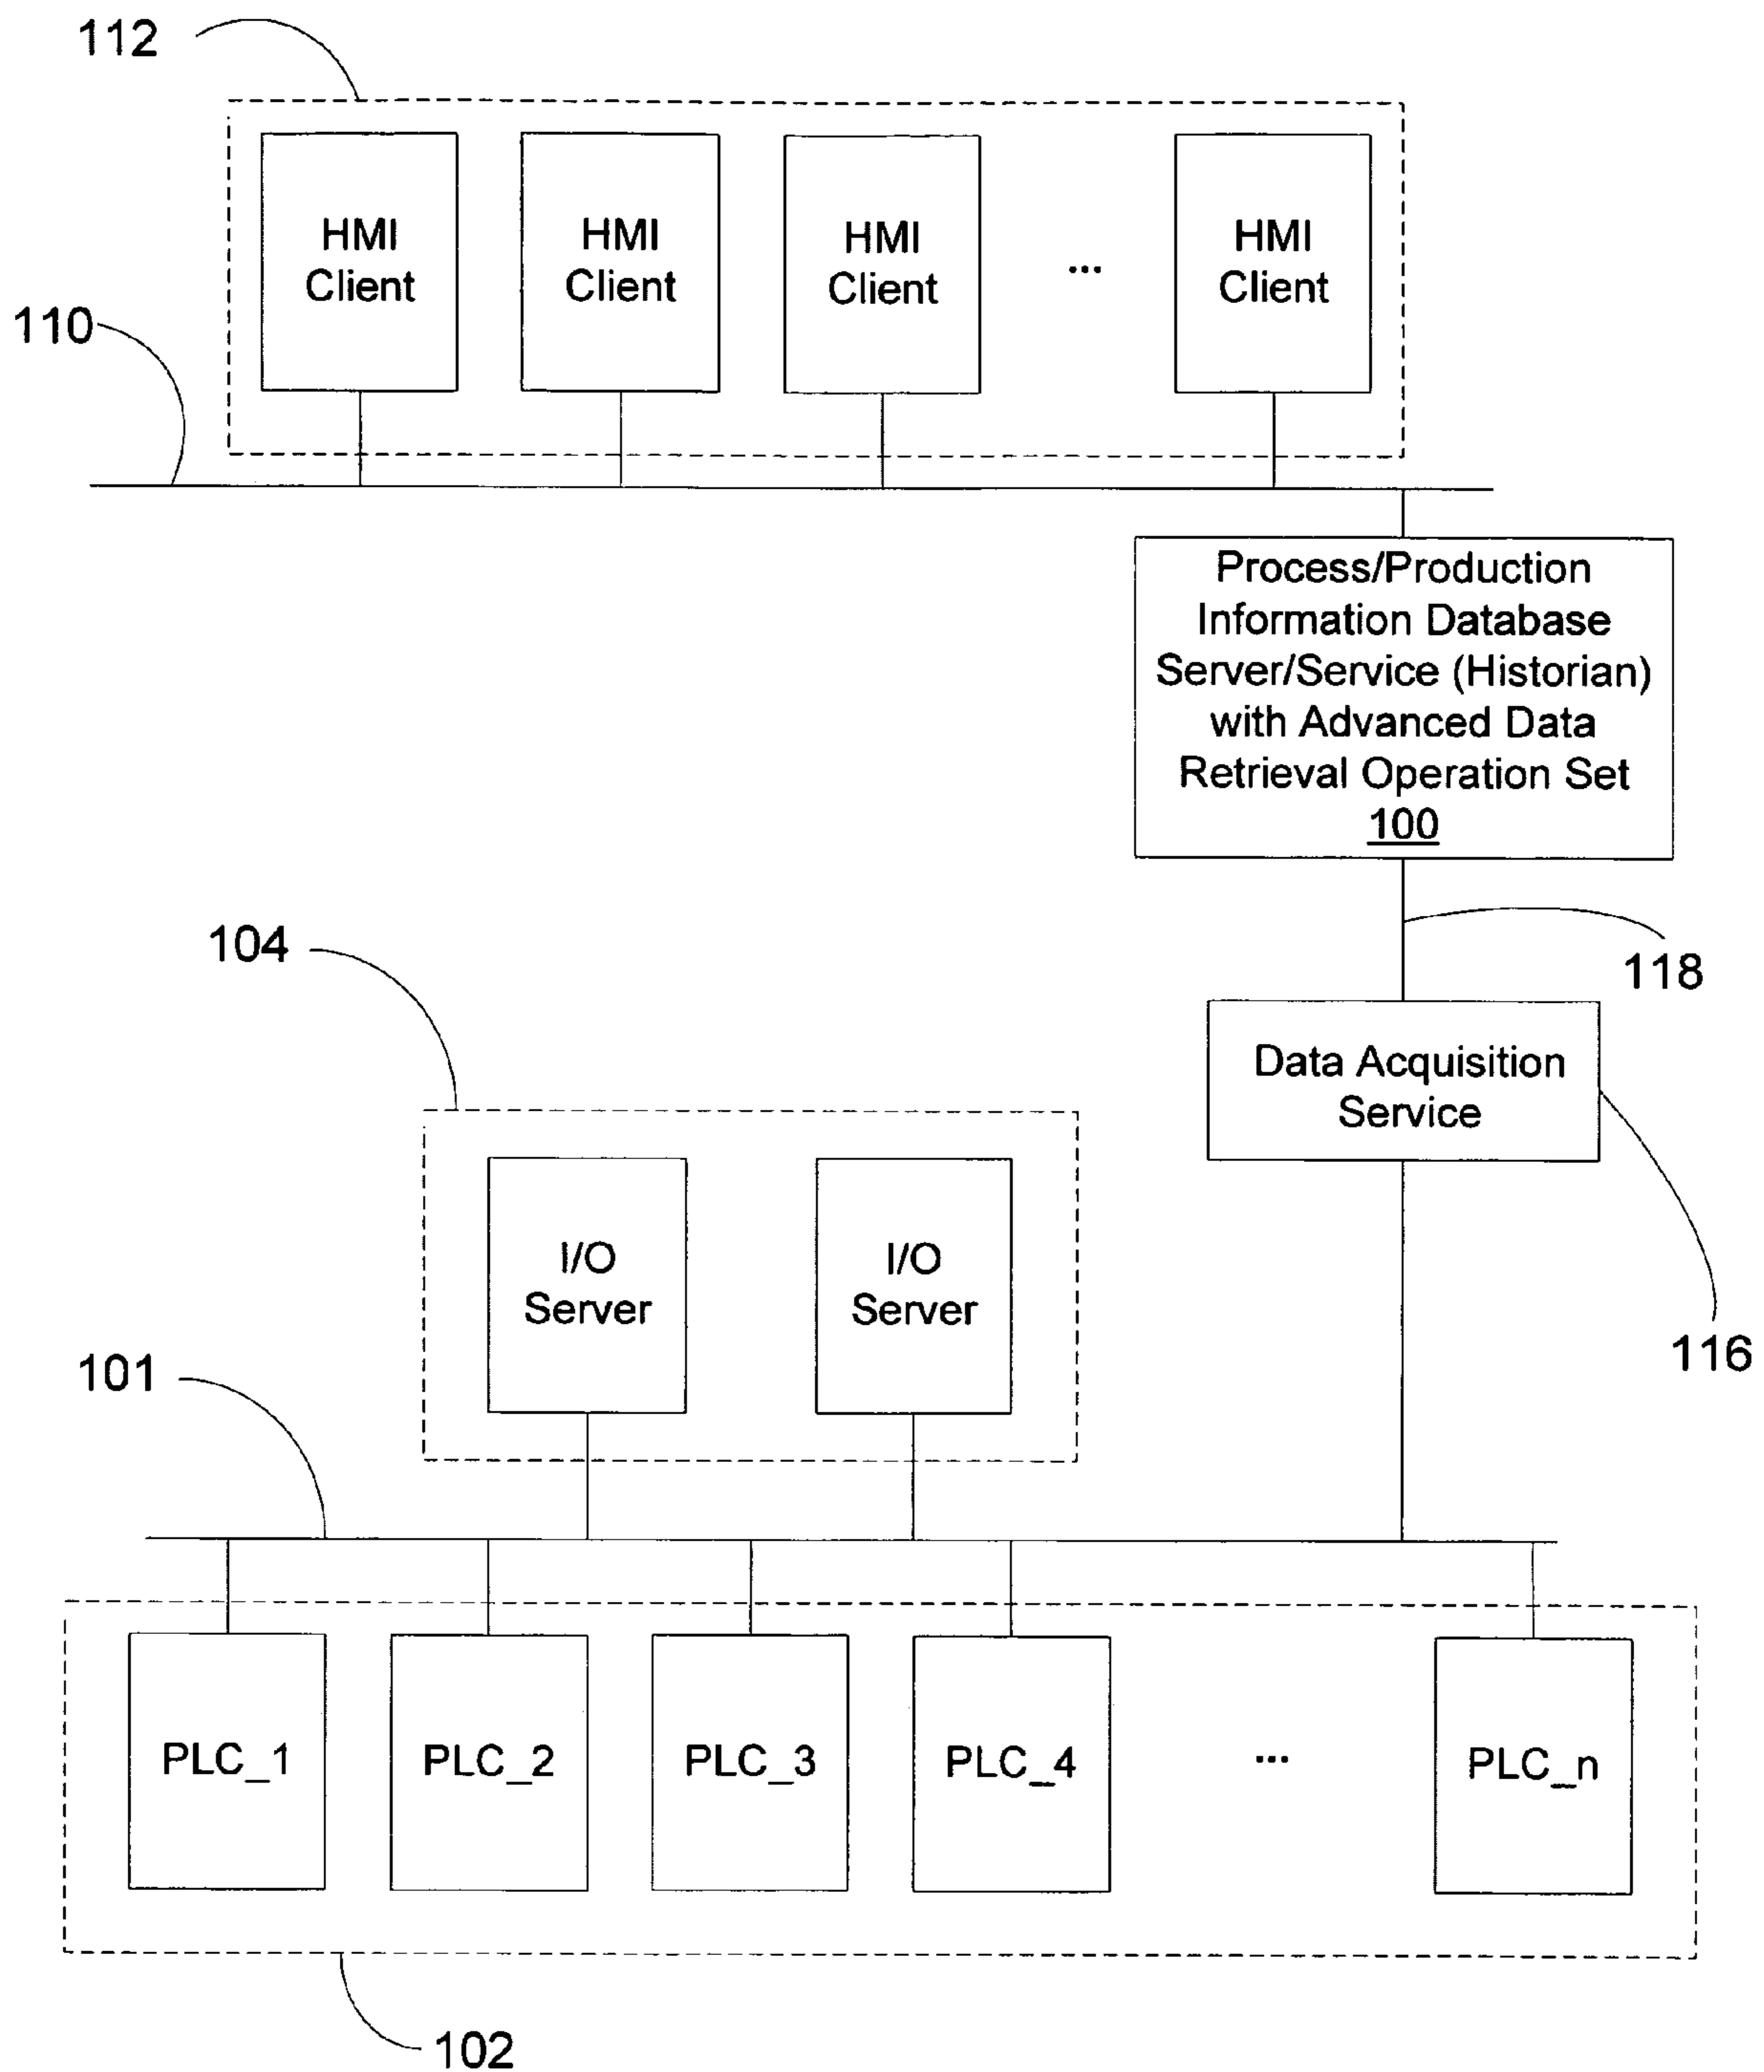 112
HMI
Client
HMI
Client
HMI
Client
...
HMI
Client
110
Process/Production
Information Database
Server/Service (Historian)
with Advanced Data
Retrieval Operation Set
100
118
104
Data Acquisition
Service
116
I/O
Server
I/O
Server
101
PLC_1
PLC_2
PLC_3
PLC_4
...
PLC_n
102